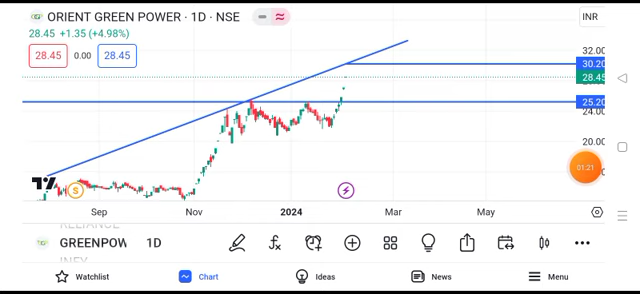 ORIENT GREEN POWER · 1D · NSE
INR
28.45 +1.35 (+4.98%)
28.45 0.00 28.45
32.00
30.20
28.45
25.20
24.00
20.00
01:21
S
Sep Nov 2024 Mar May
RELIANCE
GREENPOW 1D
Watchlist Chart Ideas News Menu